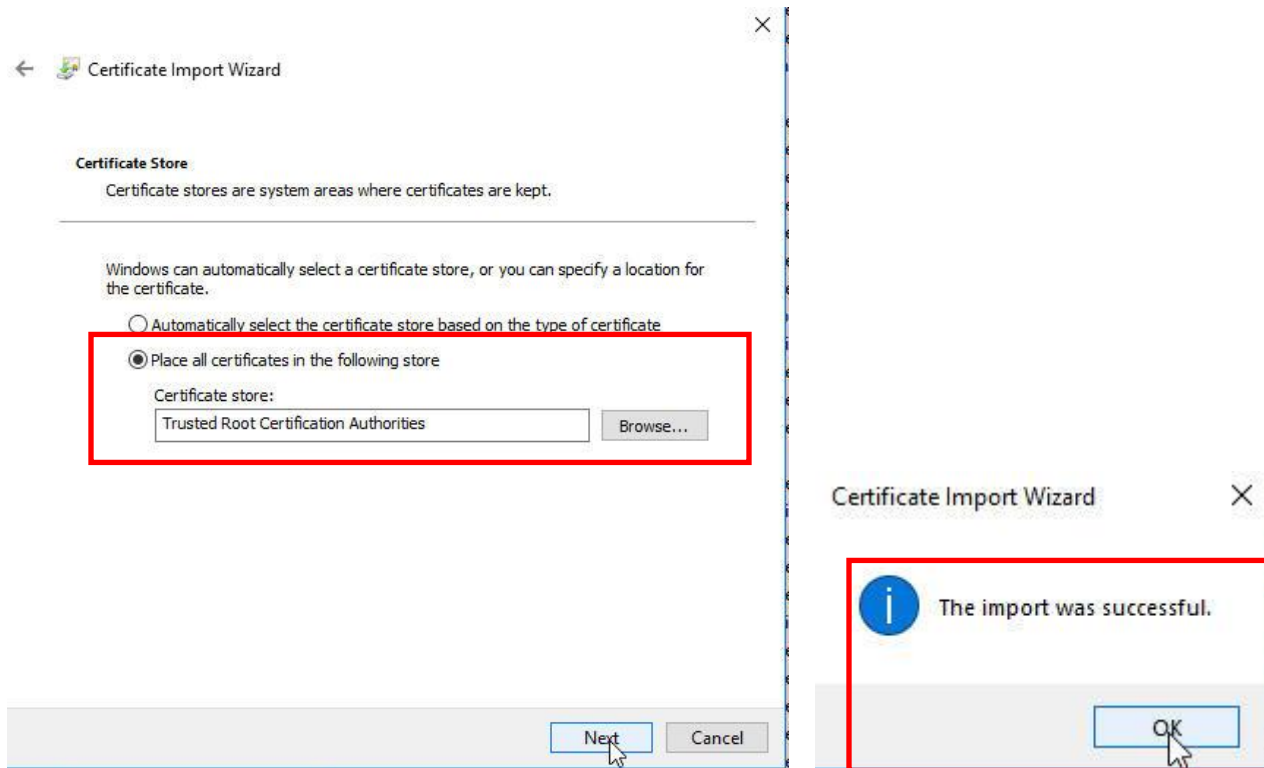 Certificate Import Wizard
Certificate Store
Certificate stores are system areas where certificates are kept.
Windows can automatically select a certificate store, or you can specify a location for
the certificate.
Automatically select the certificate store based on the type of certificate
Place all certificates in the following store
Certificate store:
Trusted Root Certification Authorities
Browse...
Next
Cancel
Certificate Import Wizard
The import was successful.
OK